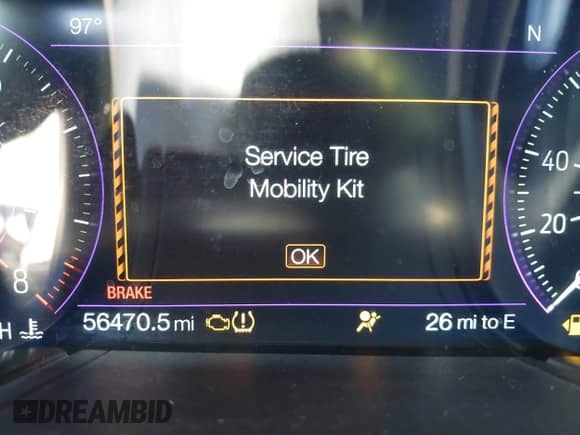 97° N
Service Tire
Mobility Kit
OK
40
20
8
BRAKE
H 56470.5 mi 26 mi to E
DREAMBID